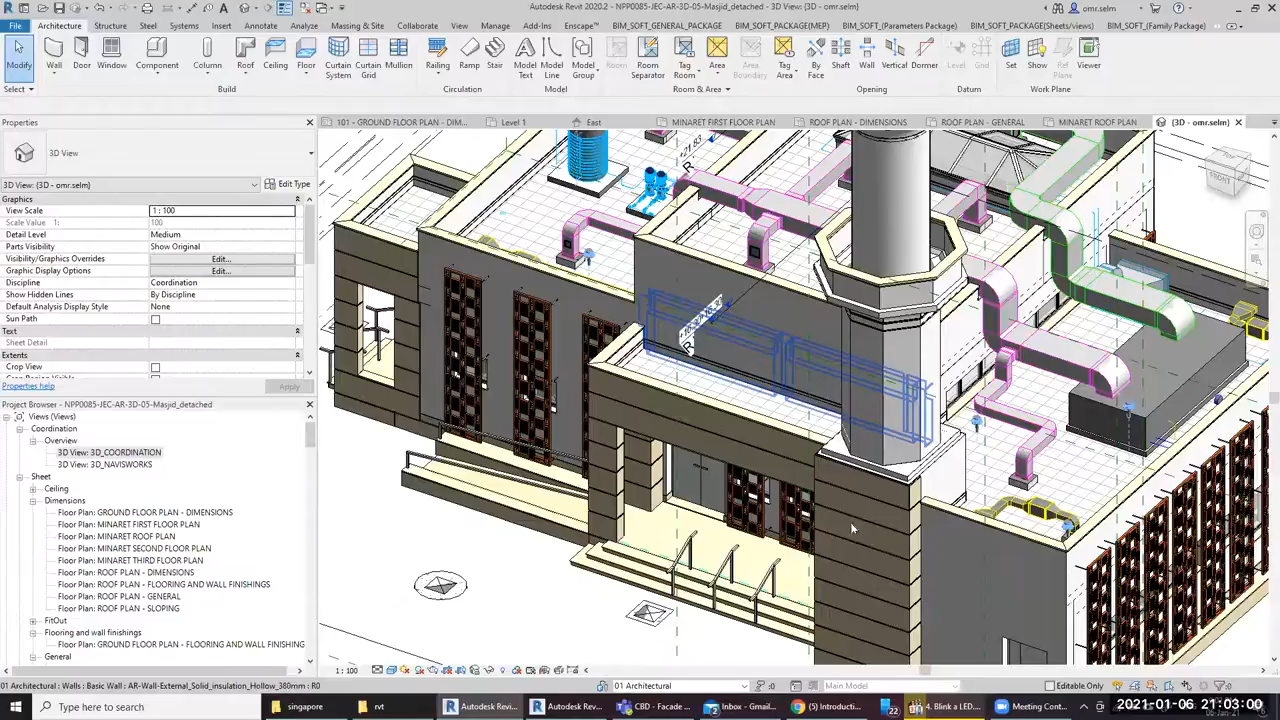 Autodesk Revit 2020.2 - NPP0085-JEC-AR-3D-05-Masjid_detached - 3D View: {3D - omr.selm}
omr.selm
File
Architecture
Structure
Steel
Systems
Insert
Annotate
Analyze
Massing & Site
Collaborate
View
Manage
Add-Ins
Enscape™
BIM_SOFT_GENERAL_PACKAGE
BIM_SOFT_PACKAGE(MEP)
BIM_SOFT_(Parameters Package)
BIM_SOFT_PACKAGE(Sheets/views)
BIM_SOFT_(Family Package)
Modify
Wall
Door
Window
Component
Column
Roof
Ceiling
Floor
Curtain System
Curtain Grid
Mullion
Railing
Ramp
Stair
Model Text
Model Line
Model Group
Room
Room Separator
Tag Room
Area
Area Boundary
Tag Area
By Face
Shaft
Wall
Vertical
Dormer
Level
Grid
Set
Show
Ref Plane
Viewer
Select
Build
Circulation
Model
Room & Area
Opening
Datum
Work Plane
Properties
101 - GROUND FLOOR PLAN - DIM...
Level 1
East
MINARET FIRST FLOOR PLAN
ROOF PLAN - DIMENSIONS
ROOF PLAN - GENERAL
MINARET ROOF PLAN
{3D - omr.selm}
3D View
3D View: {3D - omr.selm}
Edit Type
Graphics
View Scale 1 : 100
Scale Value 1: 100
Detail Level Medium
Parts Visibility Show Original
Visibility/Graphics Overrides Edit...
Graphic Display Options Edit...
Discipline Coordination
Show Hidden Lines By Discipline
Default Analysis Display Style None
Sun Path
Text
Sheet Detail
Extents
Crop View
Properties help
Apply
Project Browser - NPP0085-JEC-AR-3D-05-Masjid_detached
Views (Views)
Coordination
Overview
3D View: 3D_COORDINATION
3D View: 3D_NAVISWORKS
Sheet
Ceiling
Dimensions
Floor Plan: GROUND FLOOR PLAN - DIMENSIONS
Floor Plan: MINARET FIRST FLOOR PLAN
Floor Plan: MINARET ROOF PLAN
Floor Plan: MINARET SECOND FLOOR PLAN
Floor Plan: MINARET THIRD FLOOR PLAN
Floor Plan: ROOF PLAN - DIMENSIONS
Floor Plan: ROOF PLAN - FLOORING AND WALL FINISHINGS
Floor Plan: ROOF PLAN - GENERAL
Floor Plan: ROOF PLAN - SLOPING
FitOut
Flooring and wall finishings
Floor Plan: GROUND FLOOR PLAN - FLOORING AND WALL FINISHING
General
FRONT
1 : 100
01 Architectural : Walls : Basic Wall : AR-Wall-External_Solid_insulation_Hollow_380mm : R0
01 Architectural
:0
Main Model
Editable Only
:0
Type here to search
singapore
rvt
Autodesk Revi...
Autodesk Rev...
CBD - Facade ...
Inbox - Gmail...
(5) Introducti...
22
4. Blink a LED...
Meeting Cont...
2021-01-06 21:03:00